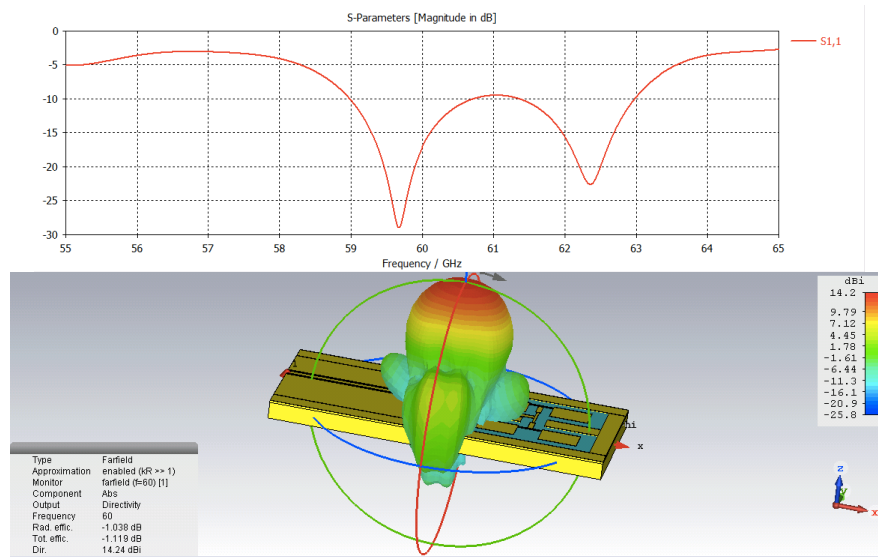 S-Parameters [Magnitude in dB]
0
-5
-10
-15
-20
-25
-30
S1,1
55 56 57 58 59 60 61 62 63 64 65
Frequency / GHz
dBi
14.2
9.79
7.12
4.45
1.78
-1.61
-6.44
-11.3
-16.1
-20.9
-25.8
x
z
y
x
Type Farfield
Approximation enabled (kR >> 1)
Monitor farfield (f=60) [1]
Component Abs
Output Directivity
Frequency 60
Rad. effic. -1.038 dB
Tot. effic. -1.119 dB
Dir. 14.24 dBi